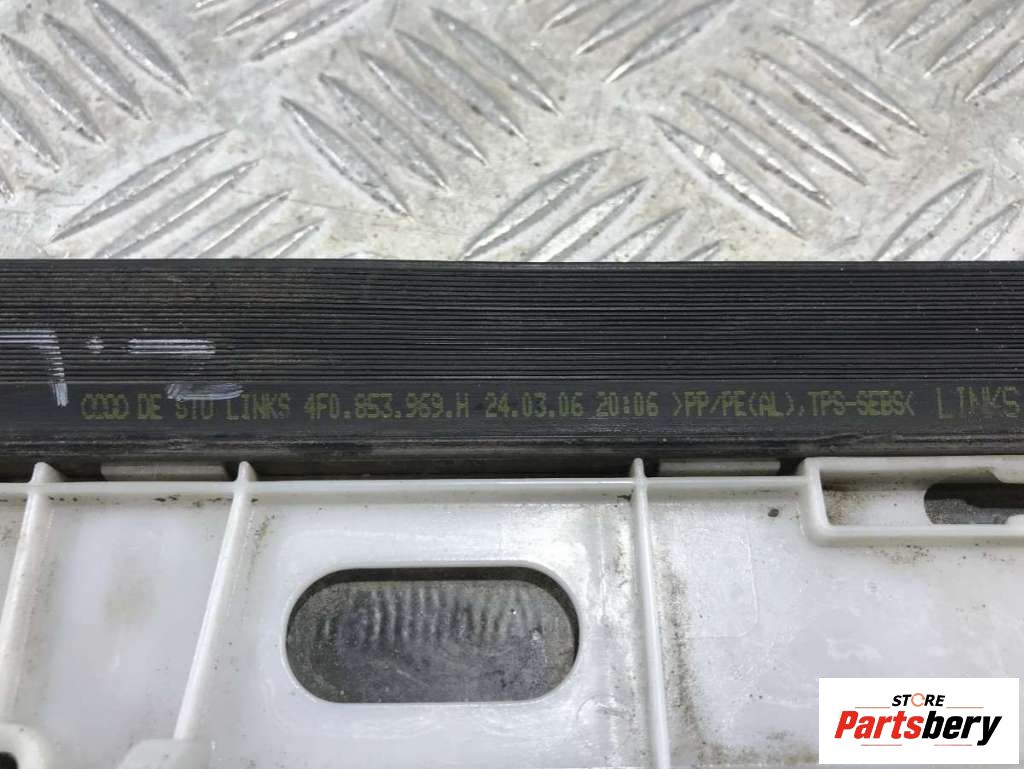 DE STO LINKS 4F0.853.969.H 24.03.06 20:06 >PP/PE(AL),TPS-SEBS< LINKS
STORE
Partsbery